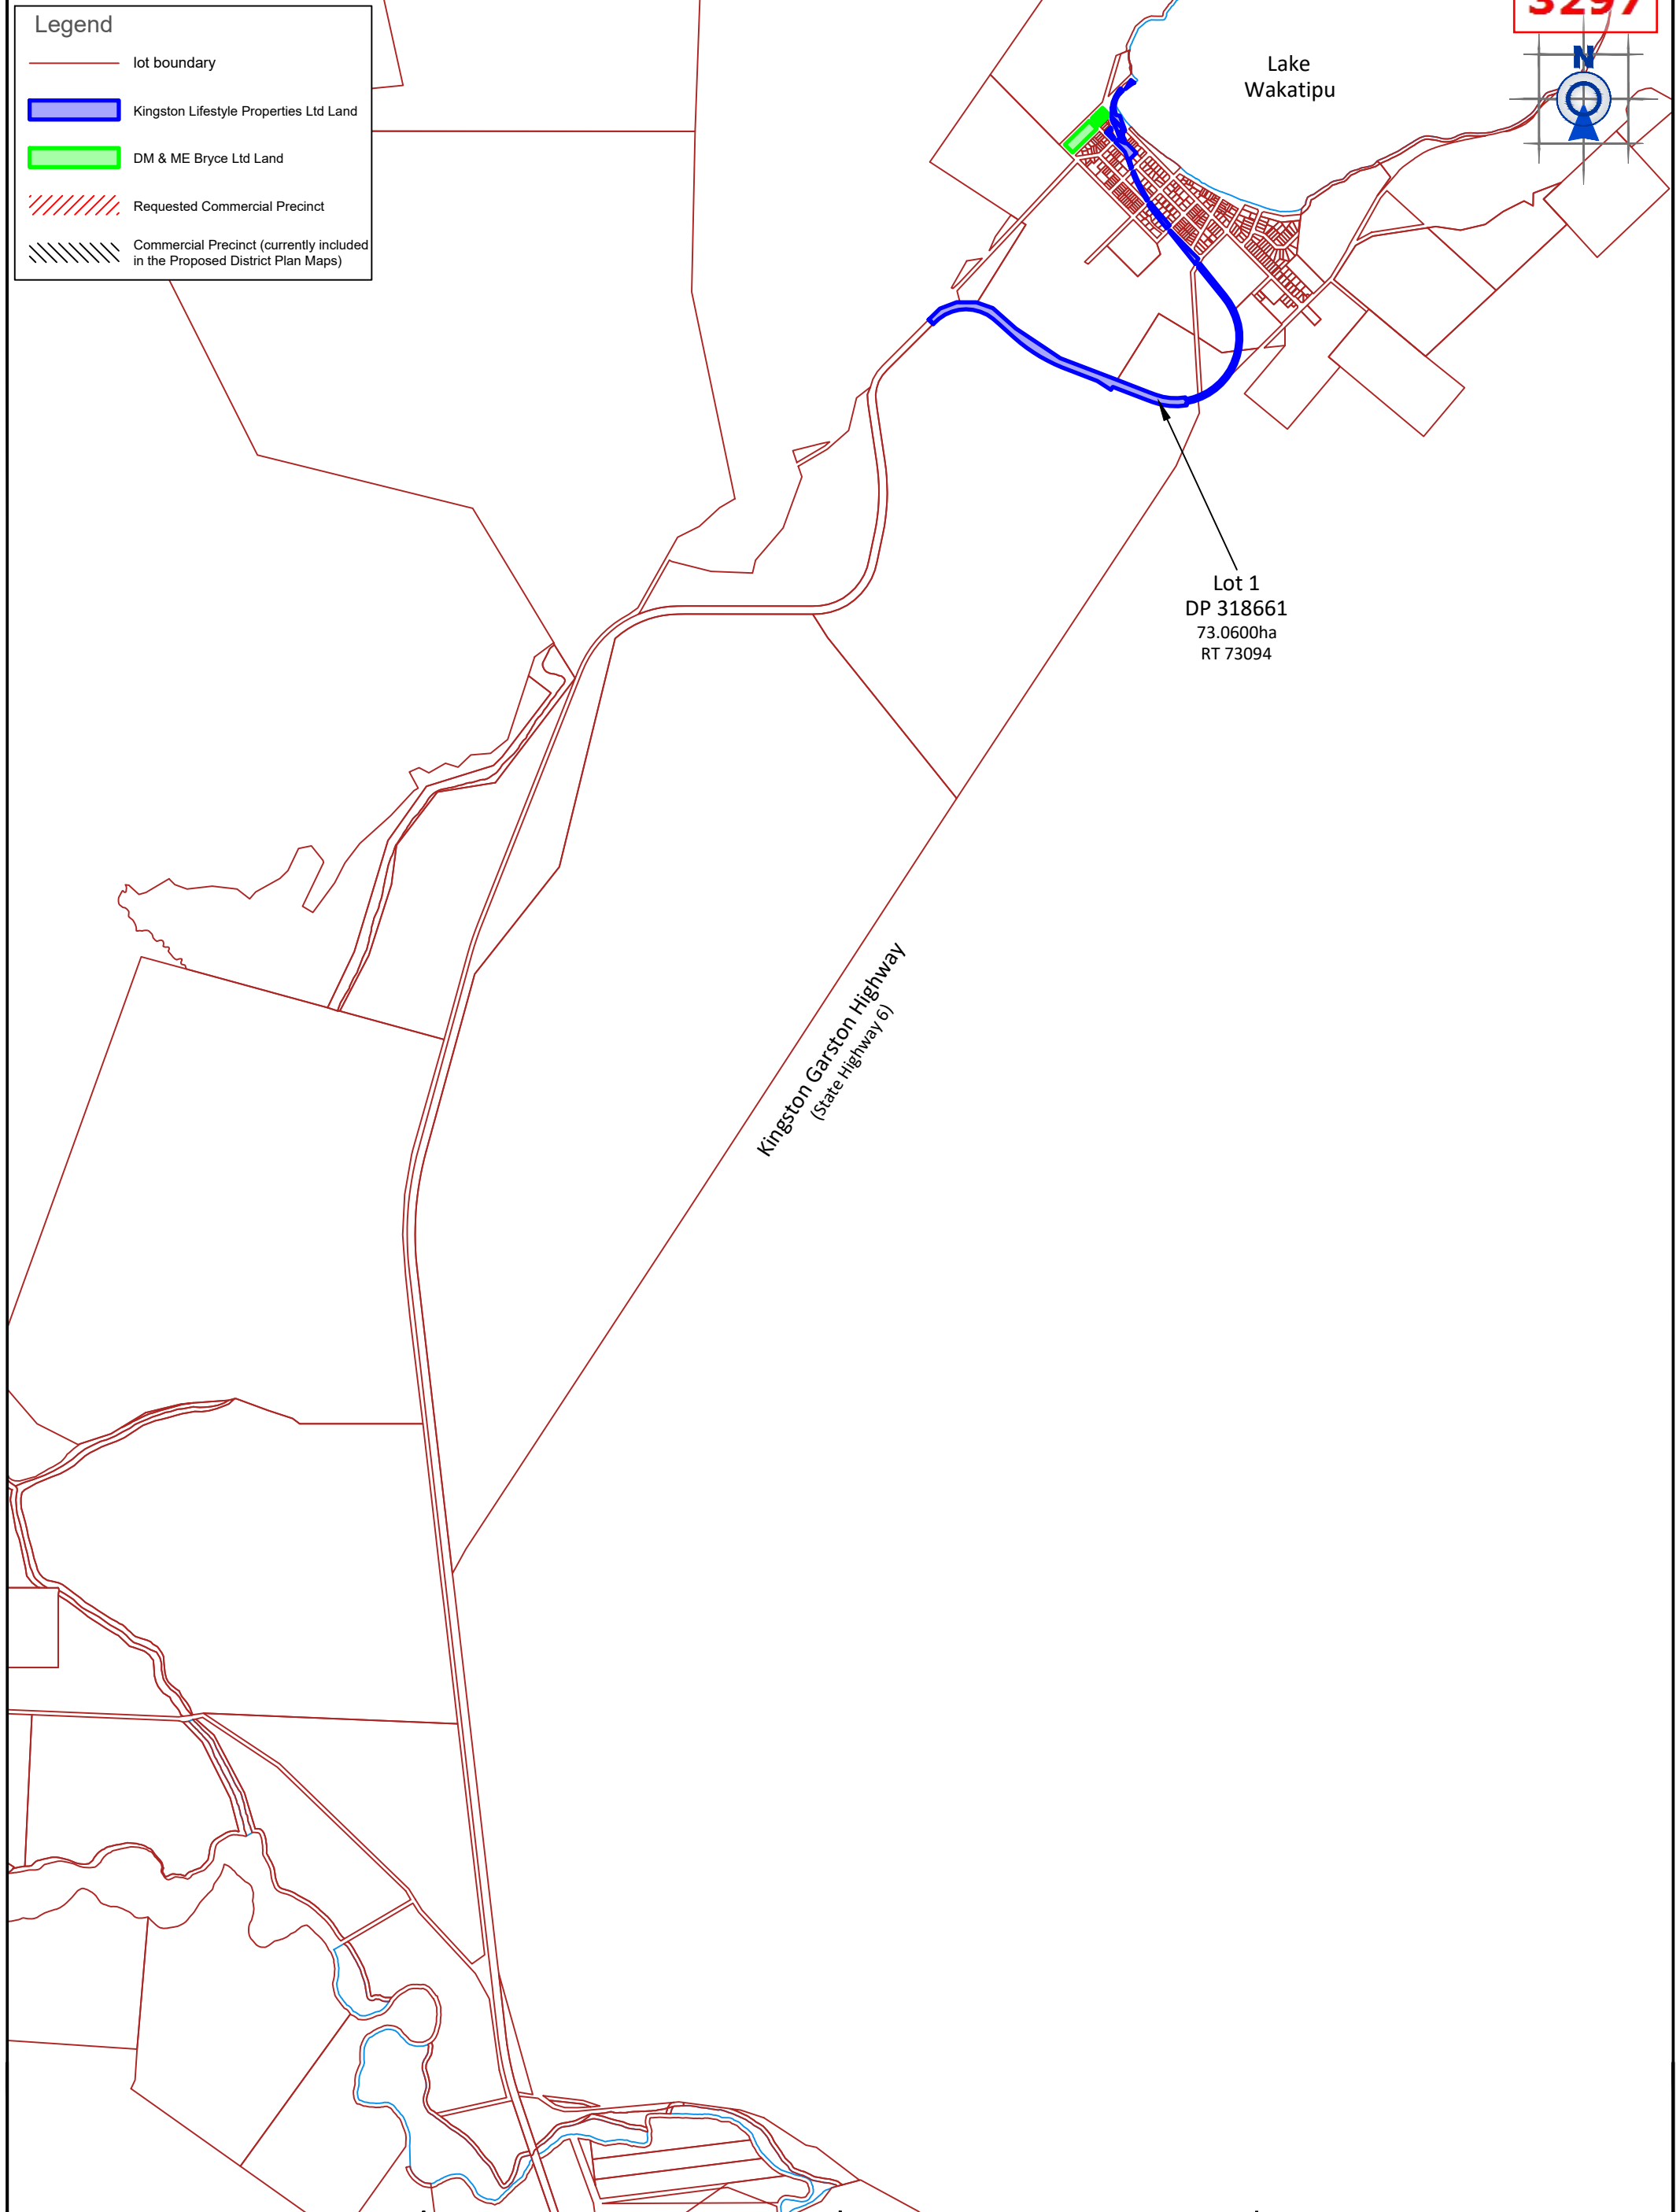 Legend
lot boundary
Kingston Lifestyle Properties Ltd Land
DM & ME Bryce Ltd Land
Requested Commercial Precinct
Commercial Precinct (currently included
in the Proposed District Plan Maps)
3297
N
Lake
Wakatipu
Lot 1
DP 318661
73.0600ha
RT 73094
Kingston Garston Highway
(State Highway 6)